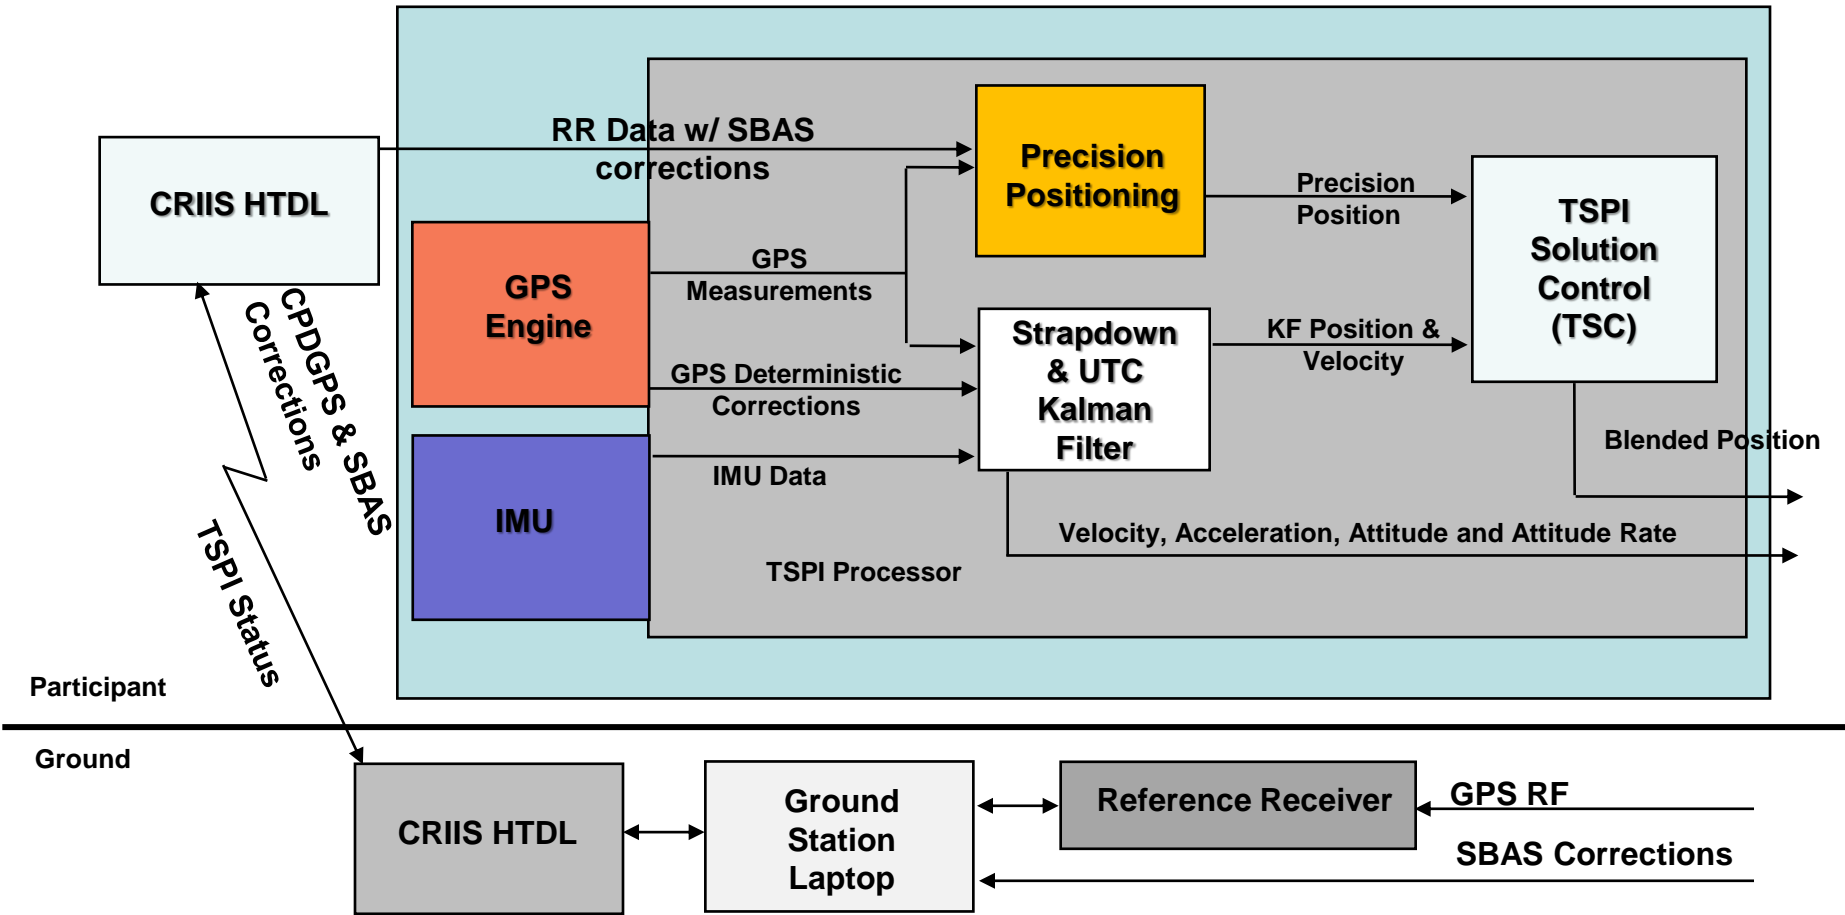 RR Data w/ SBAS
corrections
CRIIS HTDL
Precision
Positioning
Precision
Position
TSPI
Solution
Control
(TSC)
GPS
Engine
GPS
Measurements
Strapdown
& UTC
Kalman
Filter
KF Position &
Velocity
GPS Deterministic
Corrections
CPDGPS & SBAS
Corrections
IMU Data
IMU
Blended Position
Velocity, Acceleration, Attitude and Attitude Rate
TSPI Processor
TSPI Status
Participant
Ground
CRIIS HTDL
Ground
Station
Laptop
Reference Receiver
GPS RF
SBAS Corrections